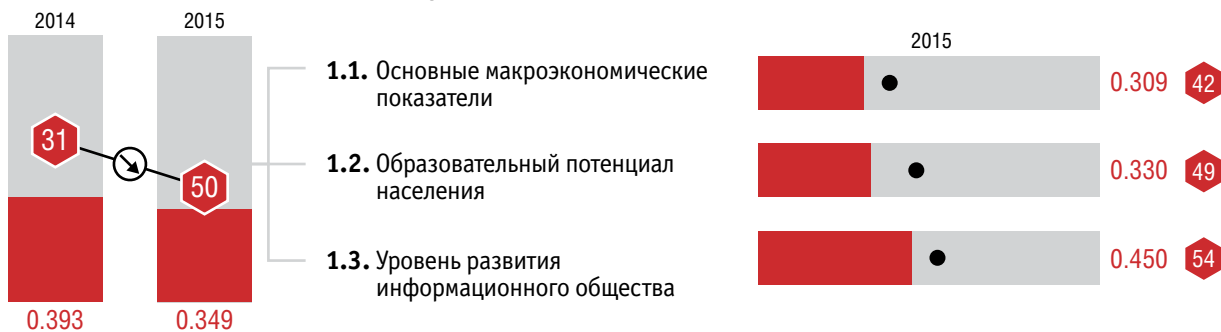 2014 2015
31
50
0.393 0.349
1.1. Основные макроэкономические
показатели
1.2. Образовательный потенциал
населения
1.3. Уровень развития
информационного общества
2015
0.309 42
0.330 49
0.450 54